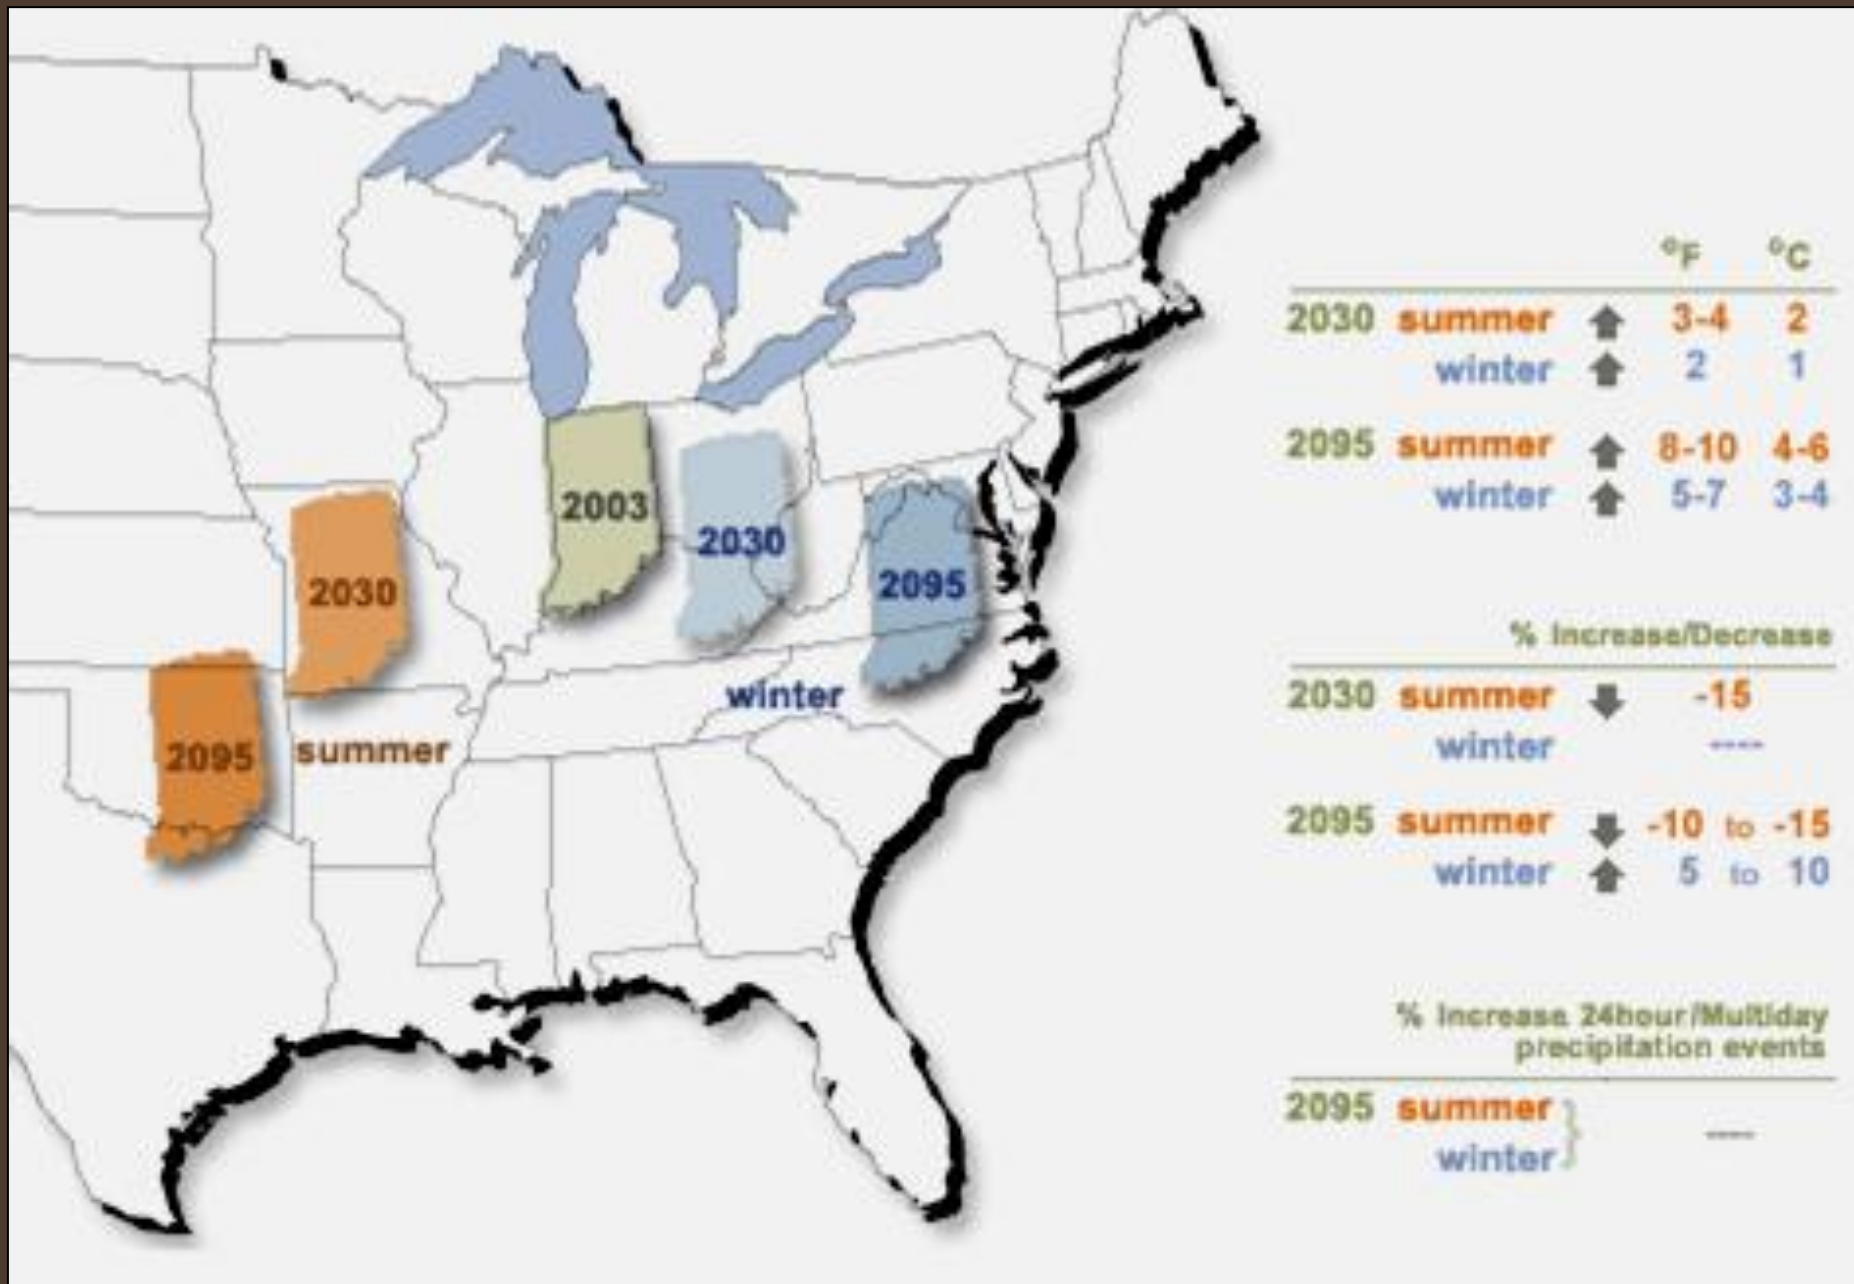 2003
2030
2095
winter
2030
2095
summer
°F °C
2030 summer 3-4 2
winter 2 1
2095 summer 8-10 4-6
winter 5-7 3-4
% Increase/Decrease
2030 summer -15
winter ----
2095 summer -10 to -15
winter 5 to 10
% Increase 24hour/Multiday
precipitation events
2095 summer
winter ----